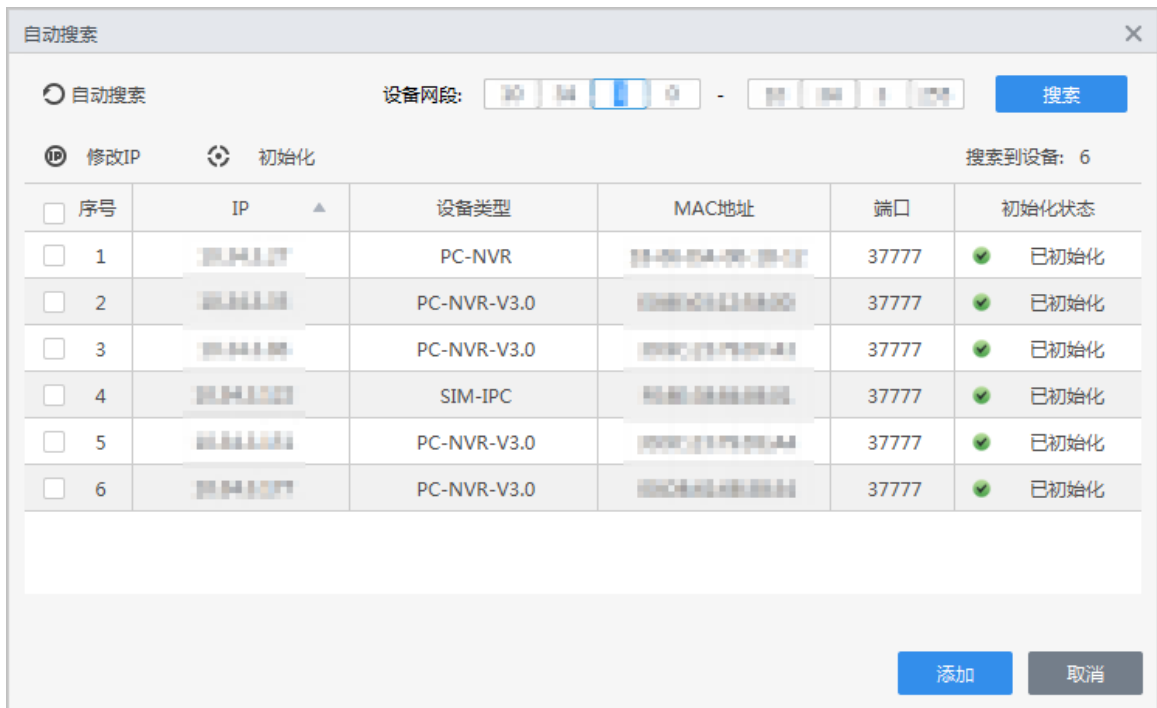 自动搜索
自动搜索 设备网段: - 搜索
修改IP 初始化 搜索到设备: 6
序号 IP 设备类型 MAC地址 端口 初始化状态
1 PC-NVR 37777 已初始化
2 PC-NVR-V3.0 37777 已初始化
3 PC-NVR-V3.0 37777 已初始化
4 SIM-IPC 37777 已初始化
5 PC-NVR-V3.0 37777 已初始化
6 PC-NVR-V3.0 37777 已初始化
添加 取消